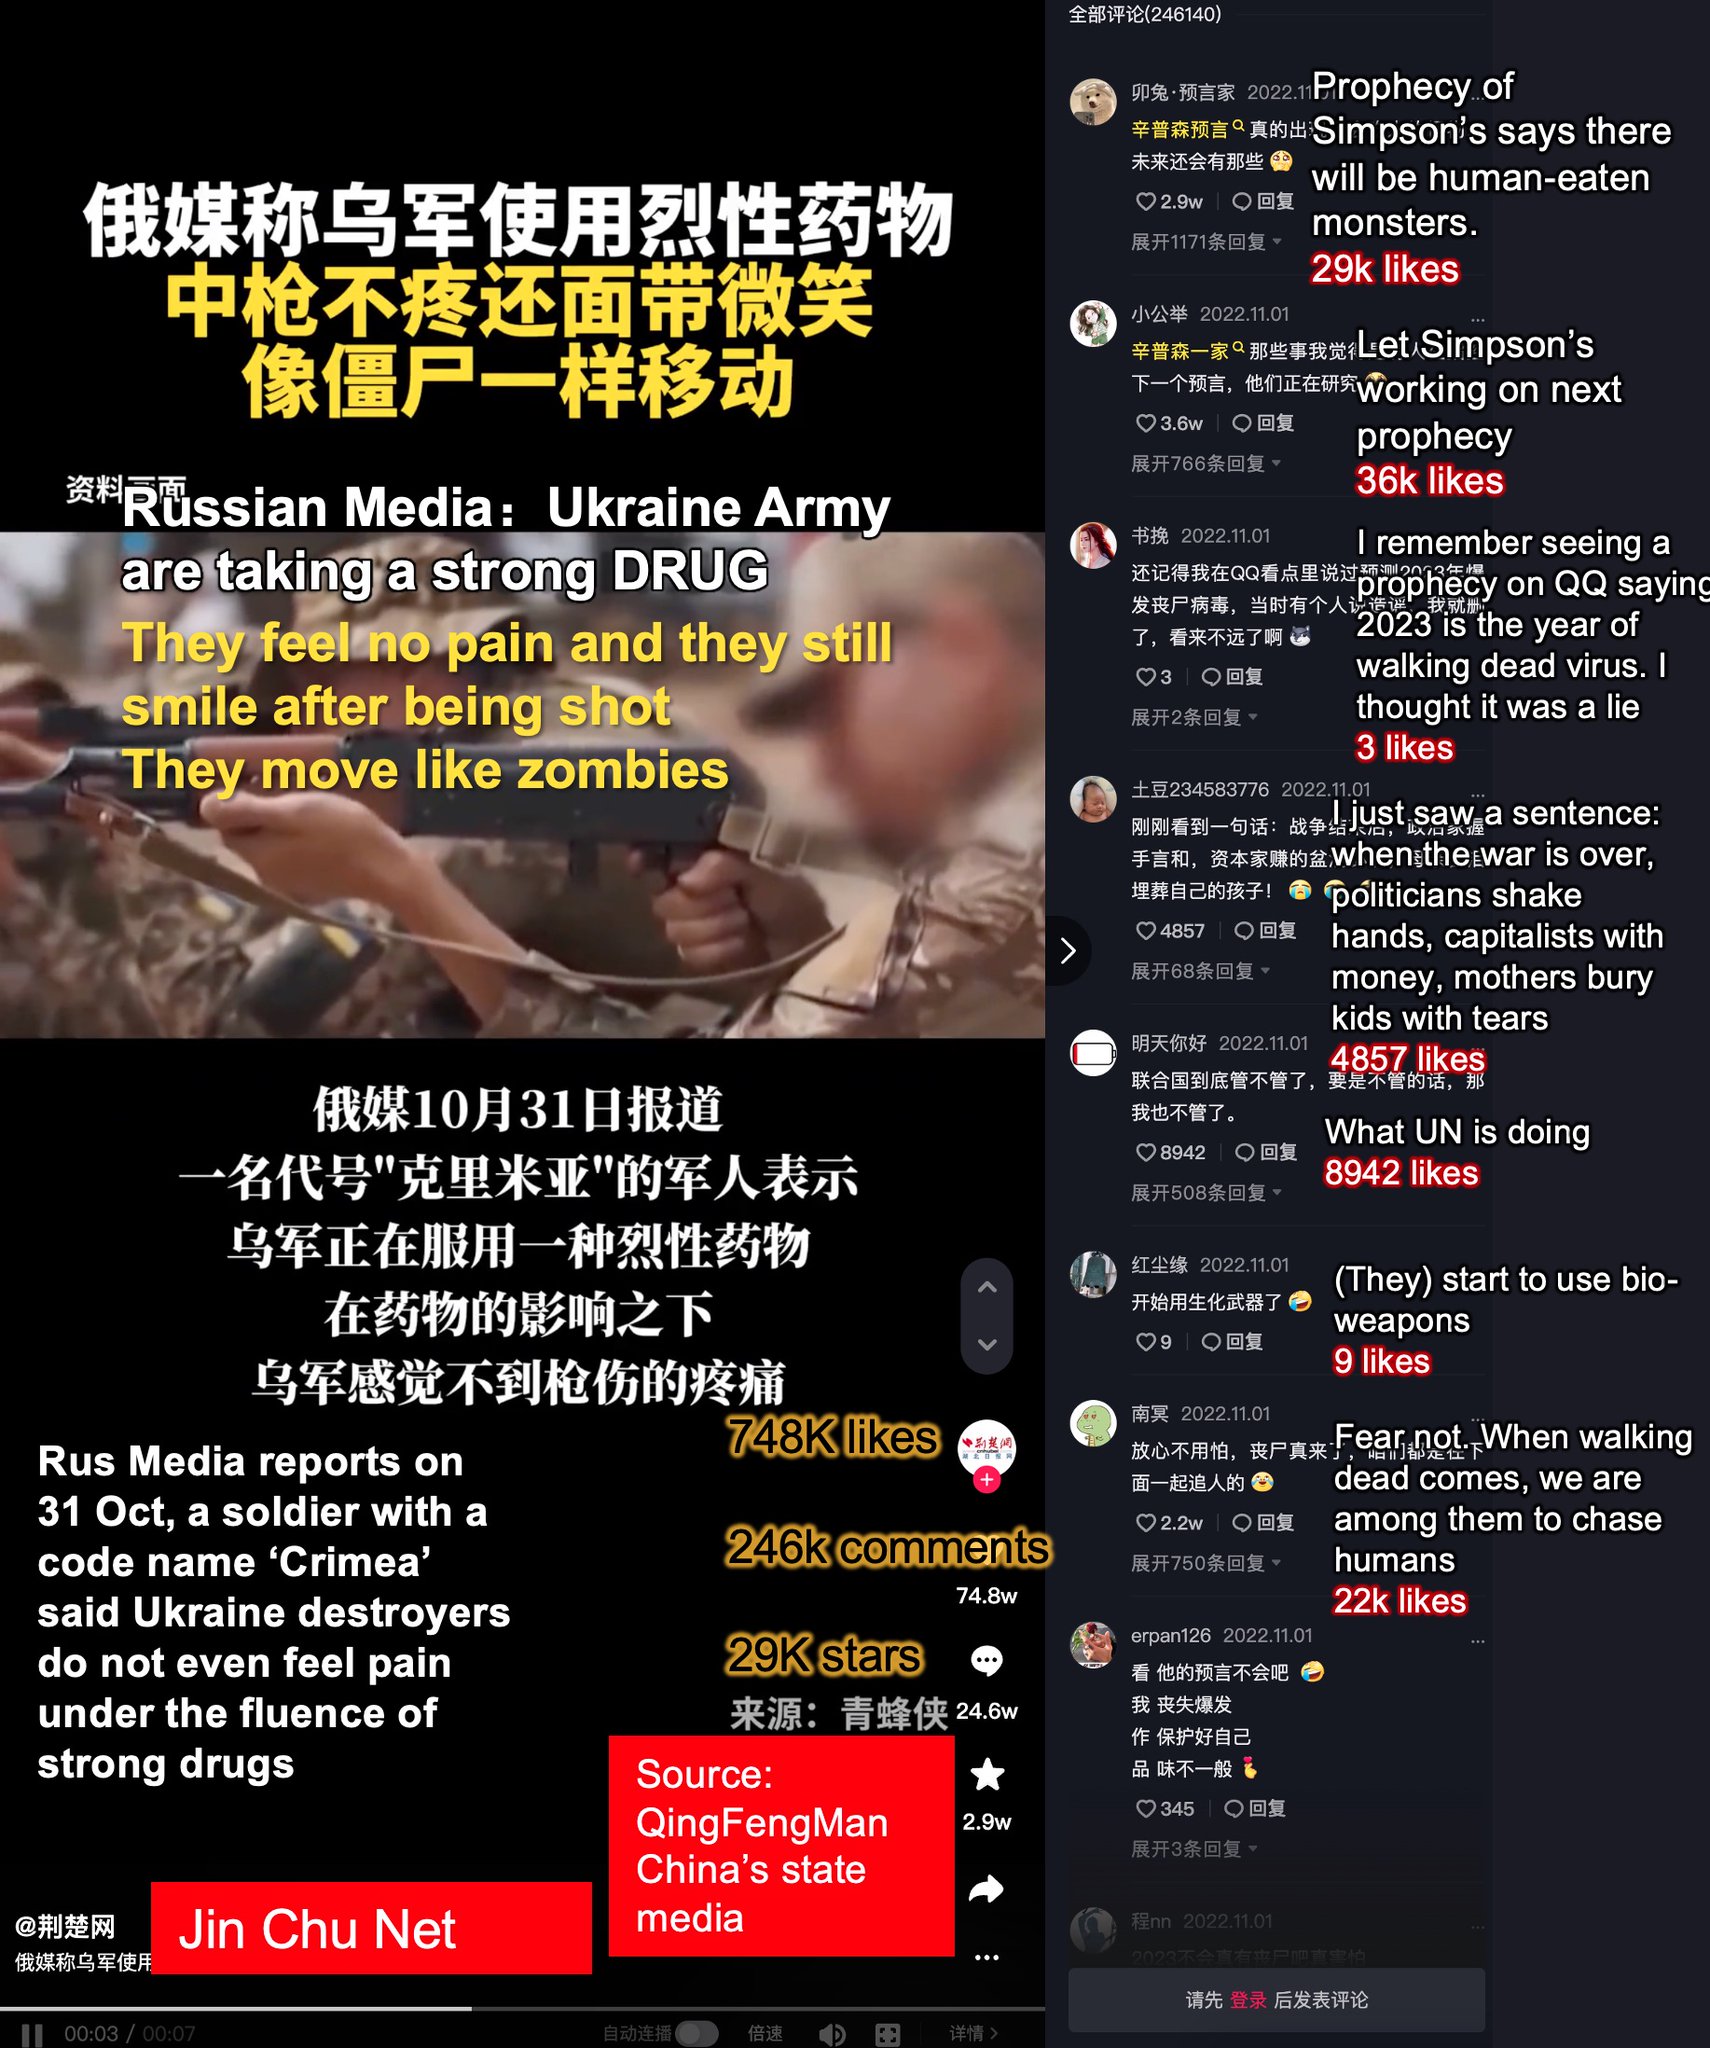 俄媒称乌军使用烈性药物
中枪不疼还面带微笑
像僵尸一样移动
资料画面
Russian Media：Ukraine Army
are taking a strong DRUG
They feel no pain and they still
smile after being shot
They move like zombies
俄媒10月31日报道
一名代号"克里米亚"的军人表示
乌军正在服用一种烈性药物
在药物的影响之下
乌军感觉不到枪伤的疼痛
Rus Media reports on
31 Oct, a soldier with a
code name ‘Crimea’
said Ukraine destroyers
do not even feel pain
under the fluence of
strong drugs
748K likes
荆楚网
cnhubei
246k comments
74.8w
29K stars
来源：青蜂侠
24.6w
Source:
QingFengMan
China’s state
media
2.9w
@荆楚网
Jin Chu Net
俄媒称乌军使用
00:03 / 00:07
自动连播
倍速
详情
全部评论(246140)
卯兔·预言家 2022.11.01
辛普森预言 真的出
未来还会有那些
2.9w 回复
展开1171条回复
Prophecy of
Simpson’s says there
will be human-eaten
monsters.
29k likes
小公举 2022.11.01
辛普森一家 那些事我觉
下一个预言，他们正在研究
3.6w 回复
展开766条回复
Let Simpson’s
working on next
prophecy
36k likes
书挽 2022.11.01
还记得我在QQ看点里说过预测2023年爆
发丧尸病毒，当时有个人说造谣，我就删
了，看来不远了啊
3 回复
展开2条回复
I remember seeing a
prophecy on QQ saying
2023 is the year of
walking dead virus. I
thought it was a lie
3 likes
土豆234583776 2022.11.01
刚刚看到一句话：战争结束后，政治家握
手言和，资本家赚的盆
埋葬自己的孩子！
4857 回复
展开68条回复
I just saw a sentence:
when the war is over,
politicians shake
hands, capitalists with
money, mothers bury
kids with tears
4857 likes
明天你好 2022.11.01
联合国到底管不管了，要是不管的话，那
我也不管了。
8942 回复
展开508条回复
What UN is doing
8942 likes
红尘缘 2022.11.01
开始用生化武器了
9 回复
(They) start to use bio-
weapons
9 likes
南冥 2022.11.01
放心不用怕，丧尸真来了，咱们都是在下
面一起追人的
2.2w 回复
展开750条回复
Fear not. When walking
dead comes, we are
among them to chase
humans
22k likes
erpan126 2022.11.01
看 他的预言不会吧
我 丧失爆发
作 保护好自己
品 味不一般
345 回复
展开3条回复
程nn 2022.11.01
2023不会真有丧尸吧真害怕
请先 登录 后发表评论